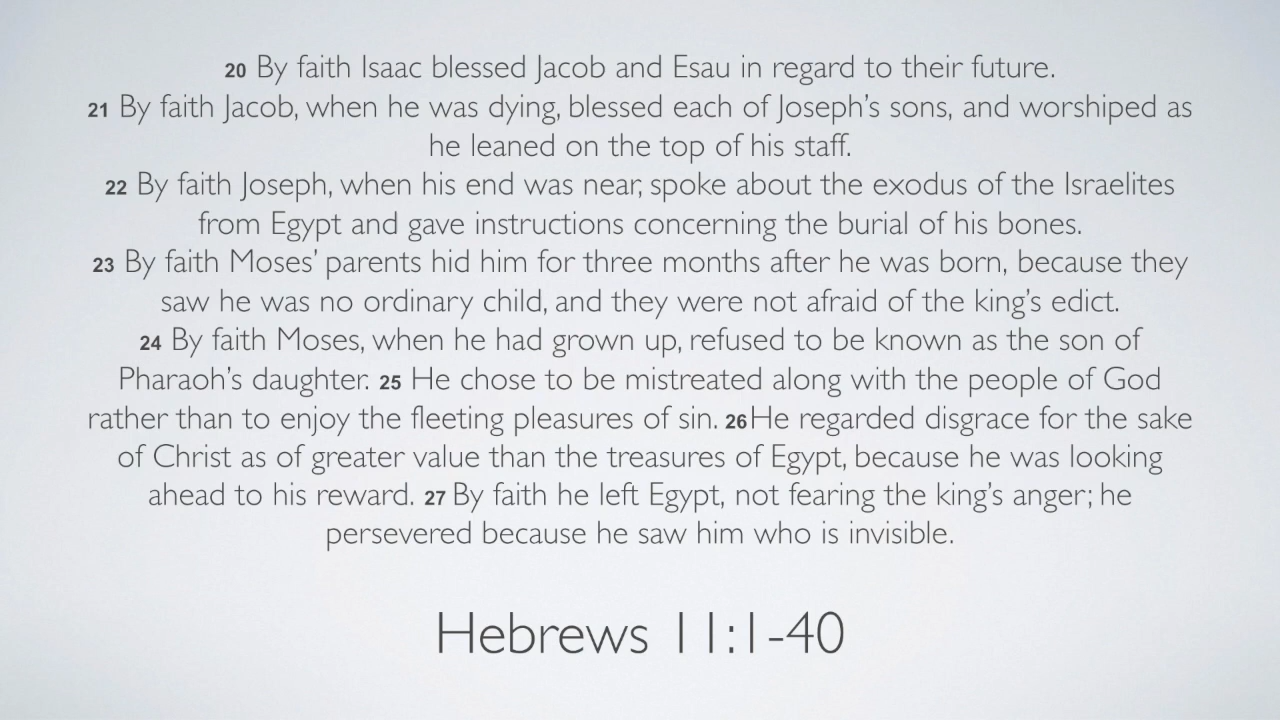 20 By faith Isaac blessed Jacob and Esau in regard to their future.
21 By faith Jacob, when he was dying, blessed each of Joseph’s sons, and worshiped as
he leaned on the top of his staff.
22 By faith Joseph, when his end was near, spoke about the exodus of the Israelites
from Egypt and gave instructions concerning the burial of his bones.
23 By faith Moses’ parents hid him for three months after he was born, because they
saw he was no ordinary child, and they were not afraid of the king’s edict.
24 By faith Moses, when he had grown up, refused to be known as the son of
Pharaoh’s daughter. 25 He chose to be mistreated along with the people of God
rather than to enjoy the fleeting pleasures of sin. 26 He regarded disgrace for the sake
of Christ as of greater value than the treasures of Egypt, because he was looking
ahead to his reward. 27 By faith he left Egypt, not fearing the king’s anger; he
persevered because he saw him who is invisible.
Hebrews 11:1-40